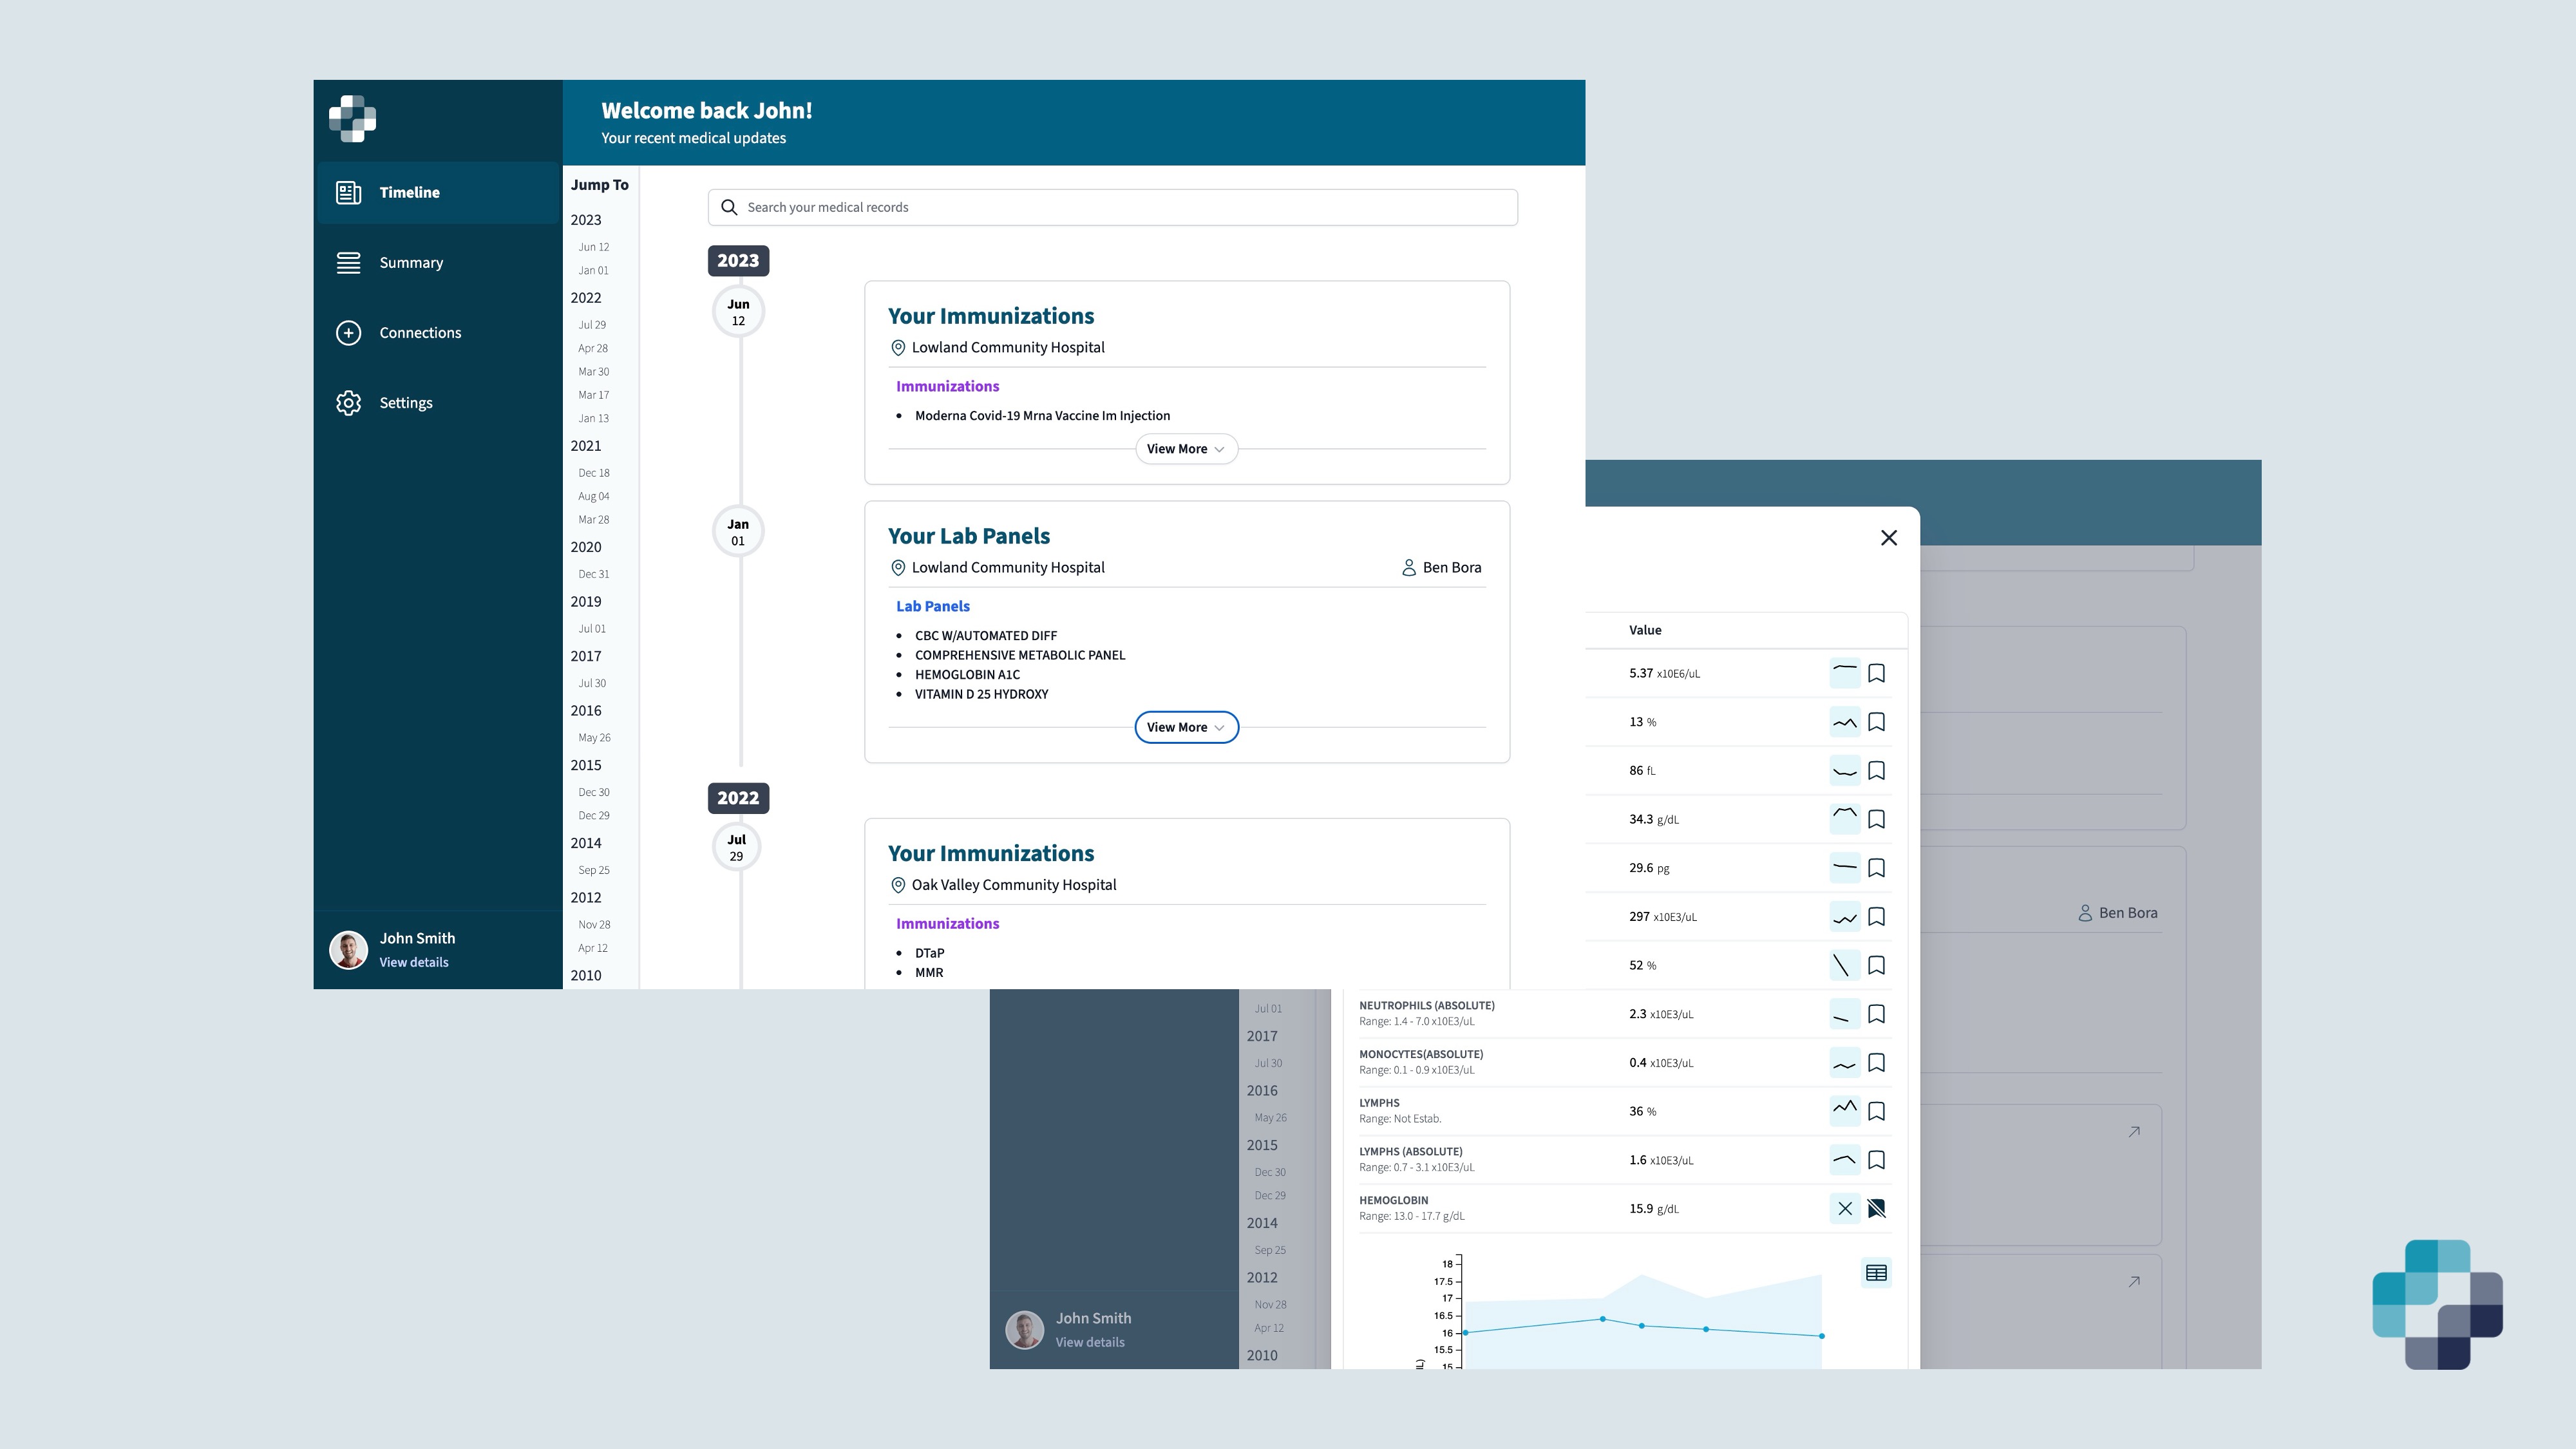 Welcome back John!
Your recent medical updates
Timeline
Summary
Connections
Settings
John Smith
View details
Jump To
2023
Jun 12
Jan 01
2022
Jul 29
Apr 28
Mar 30
Mar 17
Jan 13
2021
Dec 18
Aug 04
Mar 28
2020
Dec 31
2019
Jul 01
2017
Jul 30
2016
May 26
2015
Dec 30
Dec 29
2014
Sep 25
2012
Nov 28
Apr 12
2010
Search your medical records
2023
Jun
12
Your Immunizations
Lowland Community Hospital
Immunizations
• Moderna Covid-19 Mrna Vaccine Im Injection
View More
Jan
01
Your Lab Panels
Lowland Community Hospital
Ben Bora
Lab Panels
• CBC W/AUTOMATED DIFF
• COMPREHENSIVE METABOLIC PANEL
• HEMOGLOBIN A1C
• VITAMIN D 25 HYDROXY
View More
2022
Jul
29
Your Immunizations
Oak Valley Community Hospital
Immunizations
• DTaP
• MMR
Value
5.37 x10E6/uL
13 %
86 fL
34.3 g/dL
29.6 pg
297 x10E3/uL
52 %
NEUTROPHILS (ABSOLUTE)
Range: 1.4 - 7.0 x10E3/uL
2.3 x10E3/uL
MONOCYTES(ABSOLUTE)
Range: 0.1 - 0.9 x10E3/uL
0.4 x10E3/uL
LYMPHS
Range: Not Estab.
36 %
LYMPHS (ABSOLUTE)
Range: 0.7 - 3.1 x10E3/uL
1.6 x10E3/uL
HEMOGLOBIN
Range: 13.0 - 17.7 g/dL
15.9 g/dL
18
17.5
17
16.5
16
15.5
15
Jul 01
2017
Jul 30
2016
May 26
2015
Dec 30
Dec 29
2014
Sep 25
2012
Nov 28
Apr 12
2010
John Smith
View details
Ben Bora